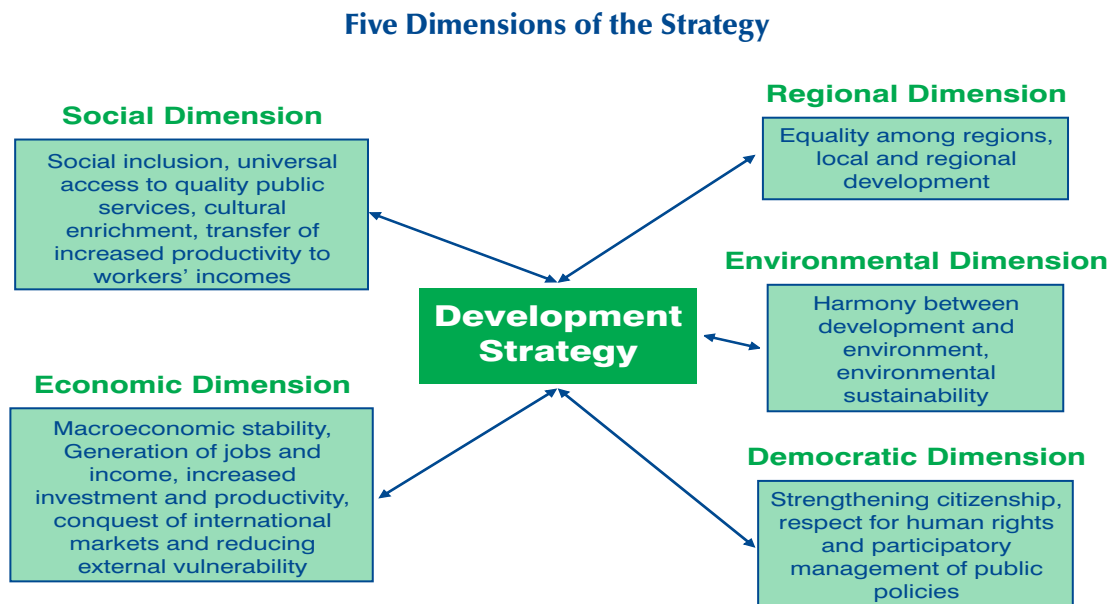 Five Dimensions of the Strategy
Social Dimension
Social inclusion, universal
access to quality public
services, cultural
enrichment, transfer of
increased productivity to
workers’ incomes
Regional Dimension
Equality among regions,
local and regional
development
Development
Strategy
Environmental Dimension
Harmony between
development and
environment,
environmental
sustainability
Economic Dimension
Macroeconomic stability,
Generation of jobs and
income, increased
investment and productivity,
conquest of international
markets and reducing
external vulnerability
Democratic Dimension
Strengthening citizenship,
respect for human rights
and participatory
management of public
policies